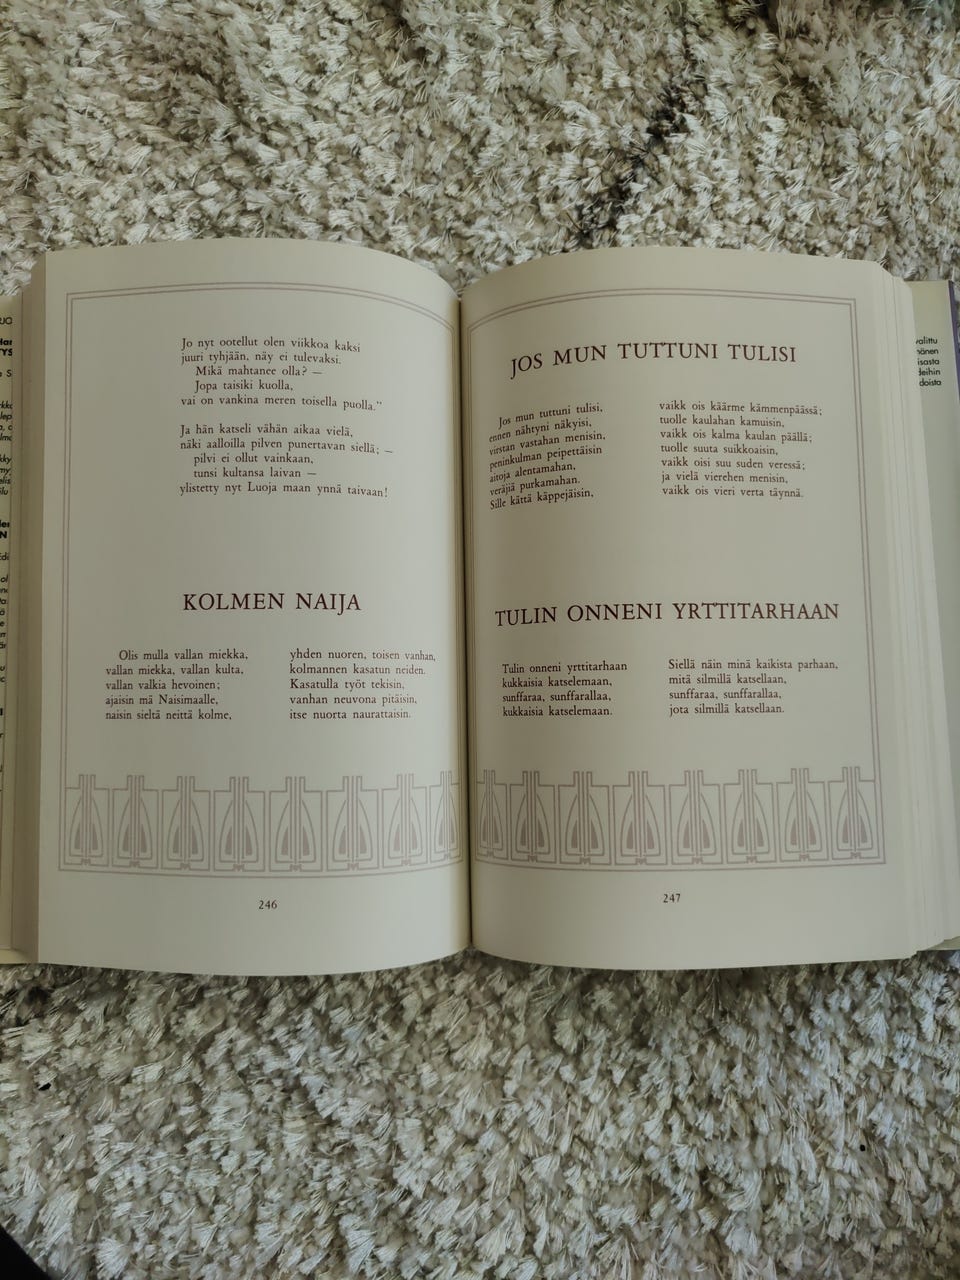 Jo nyt ootellut olen viikkoa kaksi
juuri tyhjään, näy ei tulevaksi.
Mikä mahtanee olla? —
Jopa taisiki kuolla,
vai on vankina meren toisella puolla.”
Ja hän katseli vähän aikaa vielä,
näki aalloilla pilven punertavan siellä; —
pilvi ei ollut vainkaan,
tunsi kultansa laivan —
ylistetty nyt Luoja maan ynnä taivaan!
KOLMEN NAIJA
Olis mulla vallan miekka,
vallan miekka, vallan kulta,
vallan valkia hevoinen;
ajaisin mä Naisimaalle,
naisin sieltä neittä kolme,
yhden nuoren, toisen vanhan,
kolmannen kasatun neiden.
Kasatulla työt tekisin,
vanhan neuvona pitäisin,
itse nuorta naurattaisin.
246
JOS MUN TUTTUNI TULISI
Jos mun tuttuni tulisi,
ennen nähtyni näkyisi,
virstan vastahan menisin,
peninkulman peipettäisin
aitoja alentamahan,
veräjiä purkamahan.
Sille kättä käppejäisin,
vaikk ois käärme kämmenpäässä;
tuolle kaulahan kamuisin,
vaikk ois kalma kaulan päällä;
tuolle suuta suikkoaisin,
vaikk oisi suu suden veressä;
ja vielä vierehen menisin,
vaikk ois vieri verta täynnä.
TULIN ONNENI YRTTITARHAAN
Tulin onneni yrttitarhaan
kukkaisia katselemaan,
sunffaraa, sunffarallaa,
kukkaisia katselemaan.
Siellä näin minä kaikista parhaan,
mitä silmillä katsellaan,
sunffaraa, sunffarallaa,
jota silmillä katsellaan.
247
valittu
deihin
doista